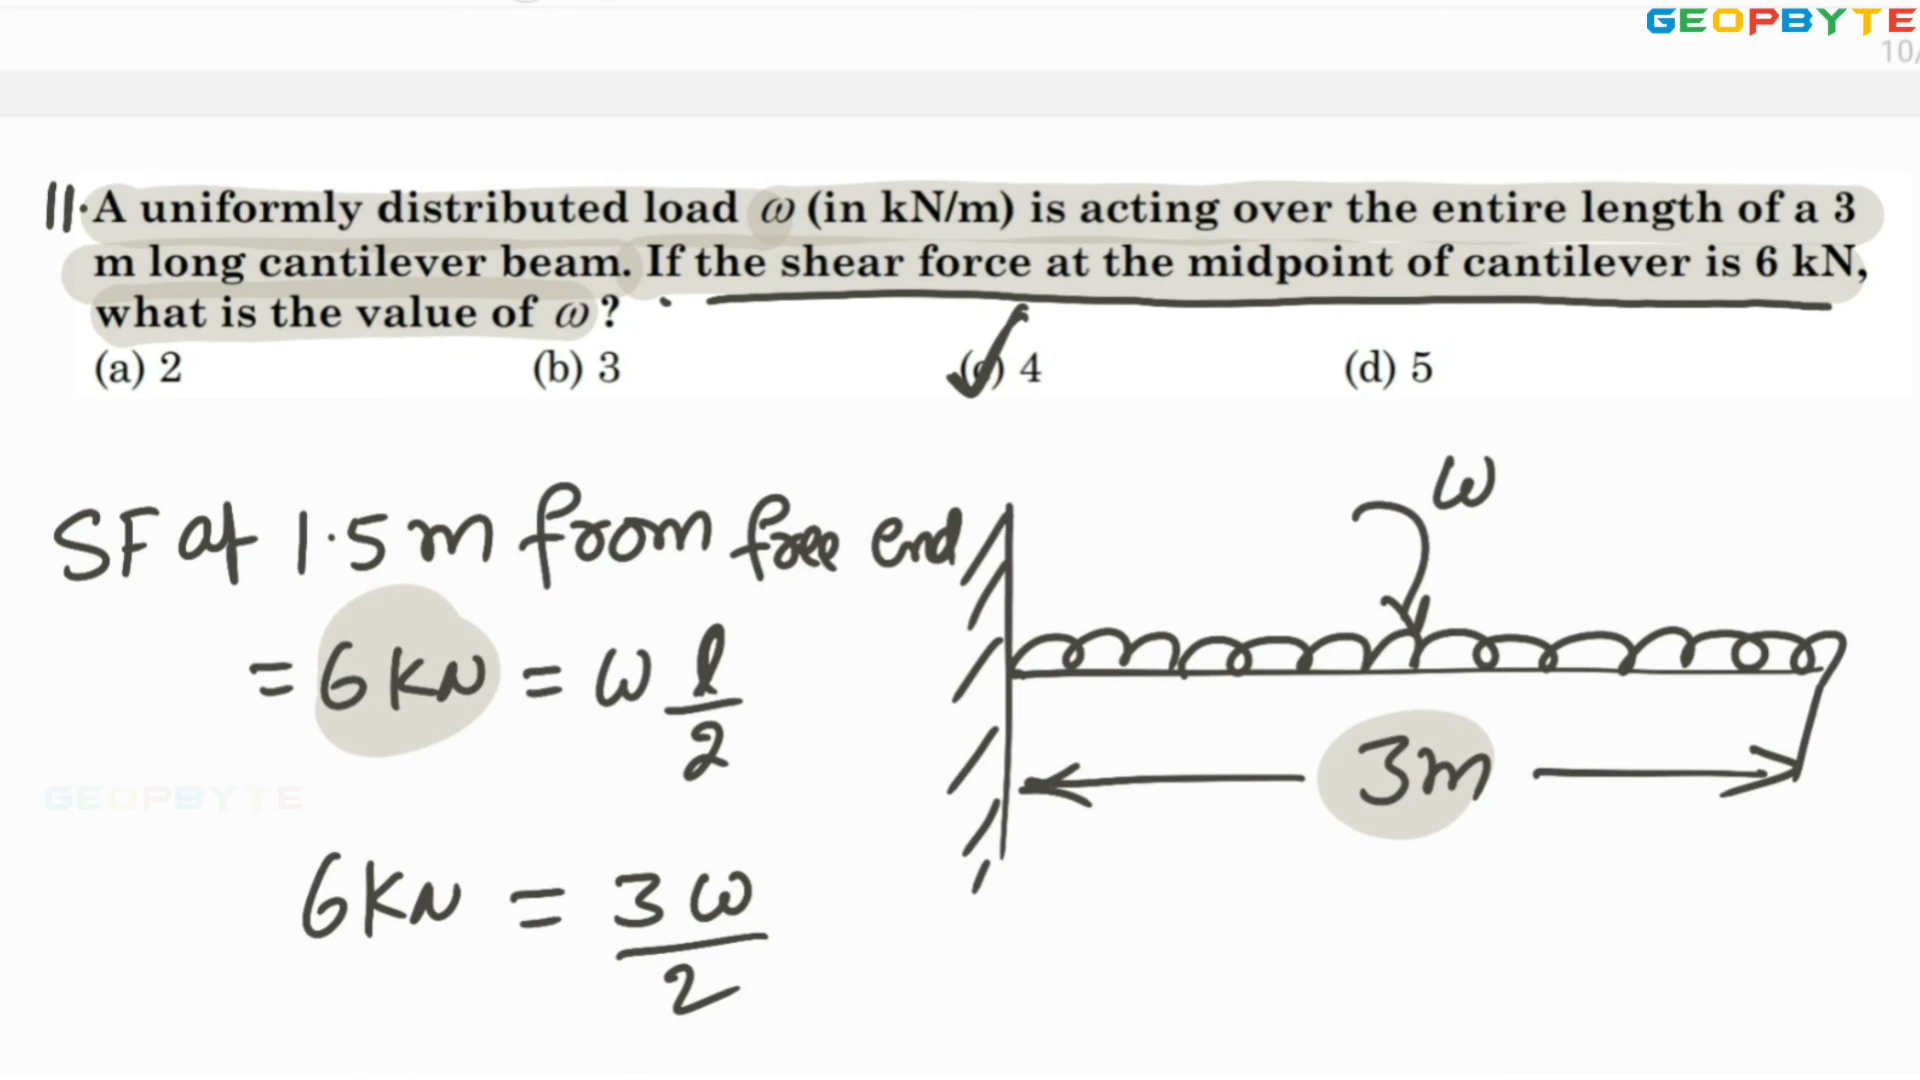 GEOPBYTE
10/
11. A uniformly distributed load ω (in kN/m) is acting over the entire length of a 3
m long cantilever beam. If the shear force at the midpoint of cantilever is 6 kN,
what is the value of ω ?
(a) 2 (b) 3 (c) 4 (d) 5
SF at 1.5 m from free end
= 6 KN = ω l/2
6 KN = 3 ω/2
ω
3m
GEOPBYTE